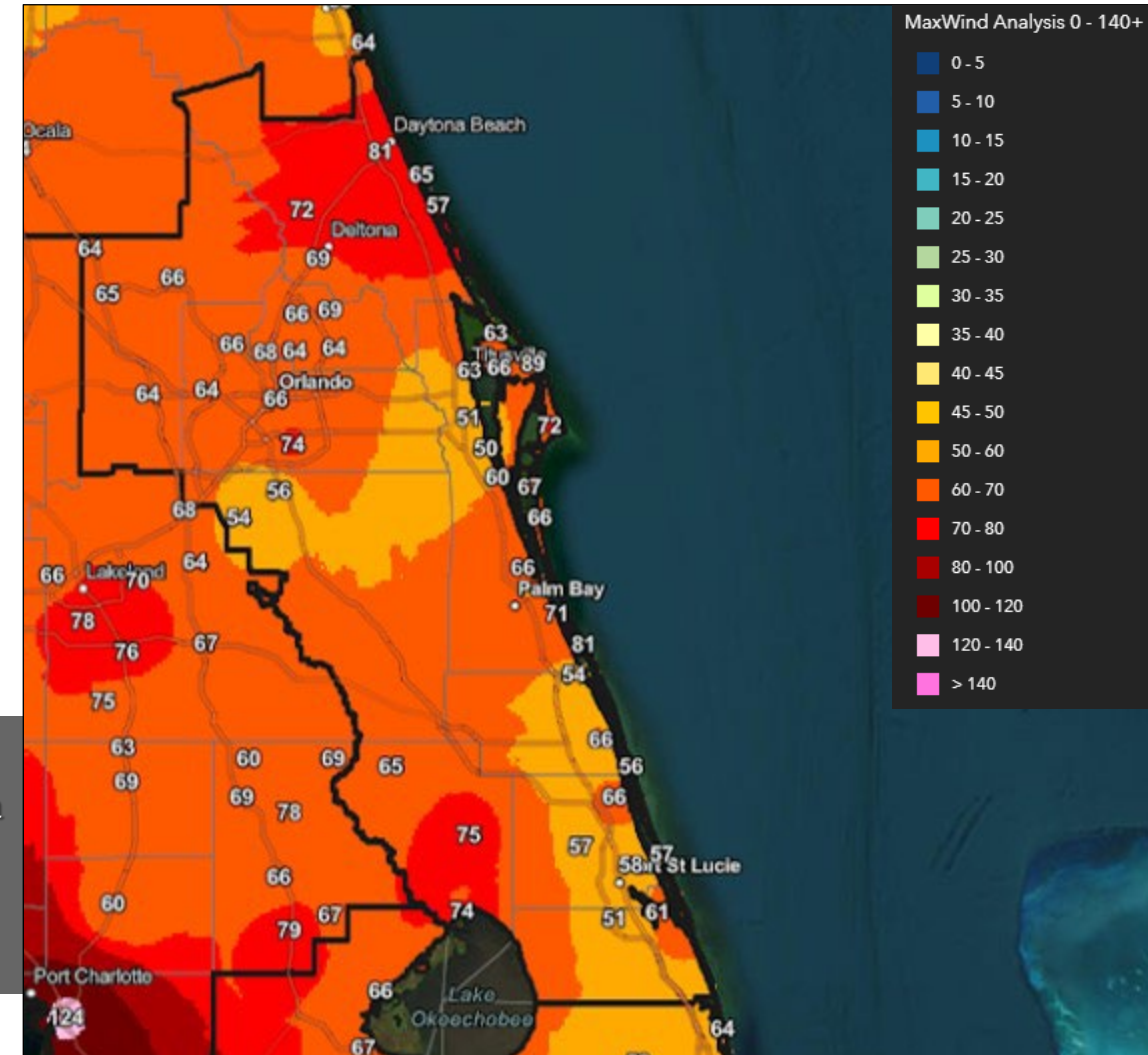 MaxWind Analysis 0 - 140+
0 - 5
5 - 10
10 - 15
15 - 20
20 - 25
25 - 30
30 - 35
35 - 40
40 - 45
45 - 50
50 - 60
60 - 70
70 - 80
80 - 100
100 - 120
120 - 140
> 140
64
Ocala
Daytona Beach
81
65
72
57
Deltona
64
69
66
65
66 69
63
66 68 64 64
63 66 89
Orlando
64 64 66
51
72
74
50
56
60
67
68 54
66
64
66
66 Lakeland 70
Palm Bay
78
71
67
81
76
54
75
63
66
60 69 65
56
69
69
66
78
75
57
57
58
St Lucie
66
60
67
74
51 61
79
Port Charlotte
66
Lake
Okeechobee
124
64
67